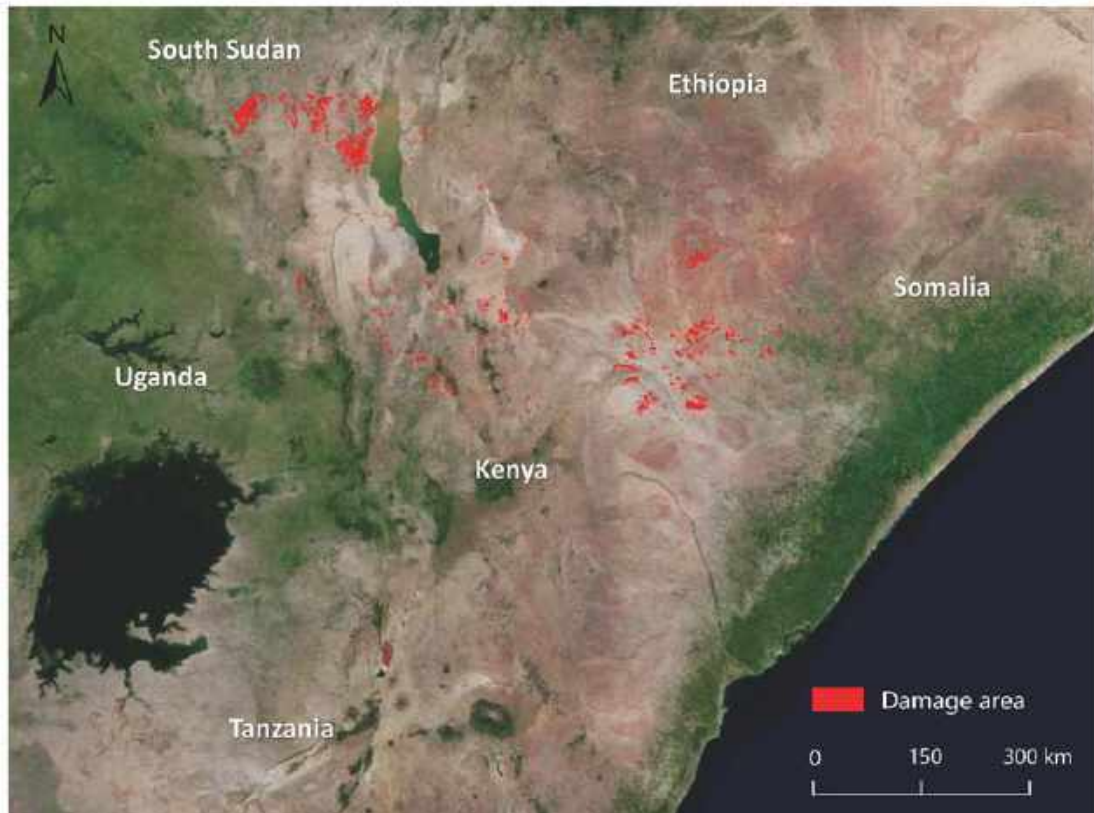 N
South Sudan
Ethiopia
Somalia
Uganda
Kenya
Tanzania
Damage area
0 150 300 km